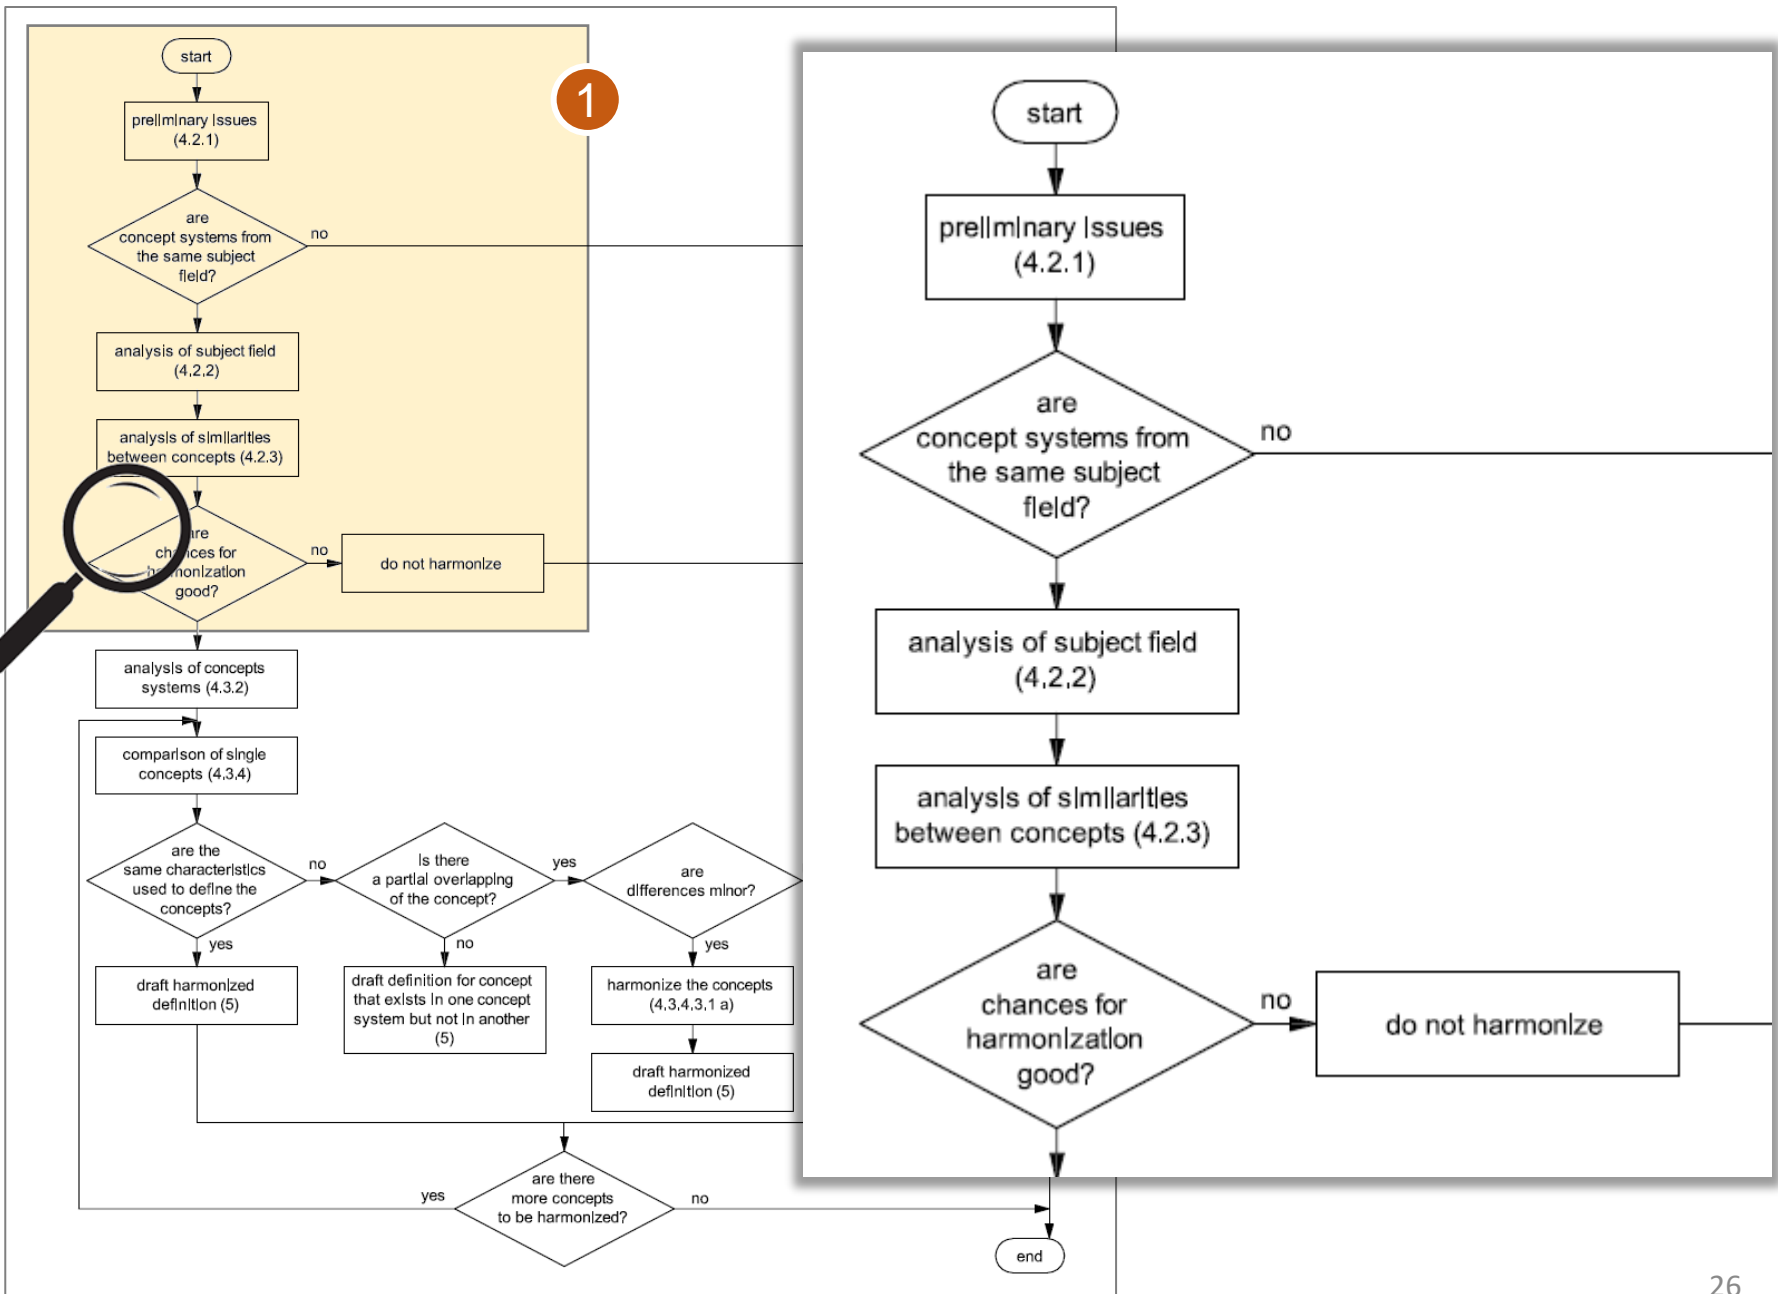 start
preliminary issues
(4.2.1)
are
concept systems from
the same subject
field?
no
analysis of subject field
(4,2,2)
analysis of similarities
between concepts (4.2.3)
are
chances for
harmonization
good?
no
do not harmonize
1
analysis of concepts
systems (4.3.2)
comparison of single
concepts (4,3,4)
are the
same characteristics
used to define the
concepts?
no
Is there
a partial overlapping
of the concept?
yes
are
differences minor?
yes
no
yes
draft harmonized
definition (5)
draft definition for concept
that exists in one concept
system but not in another
(5)
harmonize the concepts
(4,3,4,3,1 a)
draft harmonized
definition (5)
are there
more concepts
to be harmonized?
yes
no
end
start
preliminary issues
(4.2.1)
are
concept systems from
the same subject
field?
no
analysis of subject field
(4,2,2)
analysis of similarities
between concepts (4.2.3)
are
chances for
harmonization
good?
no
do not harmonize
26